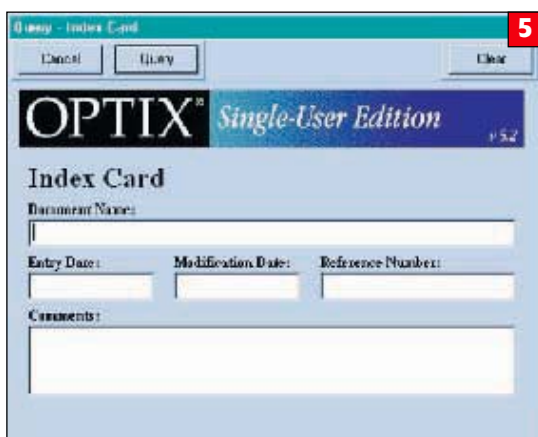 Query - Index Card
5
Cancel Query Clear
OPTIX® Single-User Edition v 5.2
Index Card
Document Name:
Entry Date: Modification Date: Reference Number:
Comments: